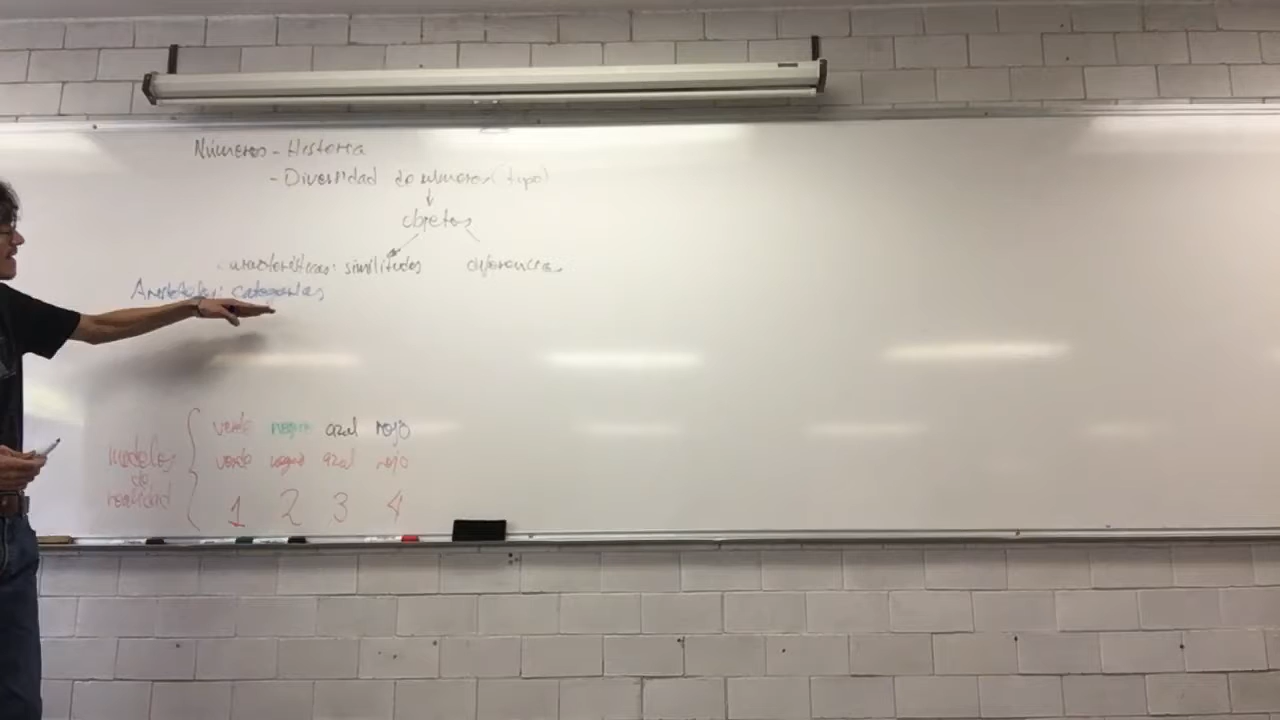 Números - Historia
- Diversidad de números (tipo)
objetos
características: similitudes diferencias
Aristóteles: categorías
verde negro azul rojo
modelos de realidad
verde negro azul rojo
1 2 3 4